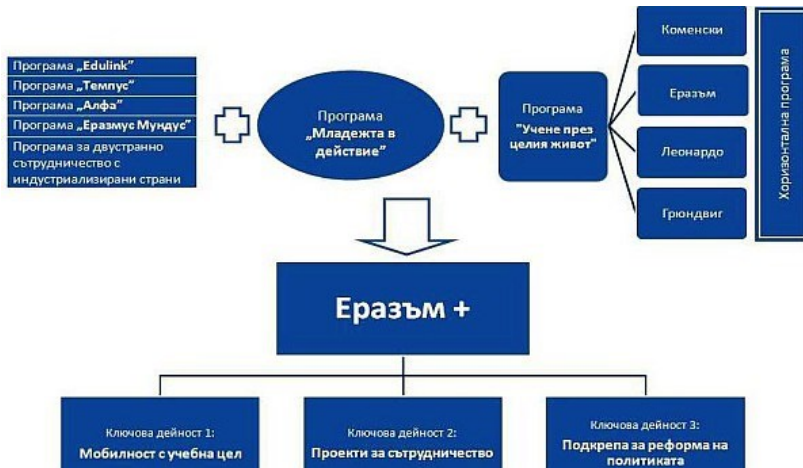 Програма „Edulink"
Програма „Темпус"
Програма „Алфа"
Програма „Еразмус Мундус"
Програма за двустранно
сътрудничество с
индустриализирани страни
Програма
„Младежта в
действие"
Програма
"Учене през
целия живот"
Коменски
Еразъм
Леонардо
Грюндвиг
Хоризонтална програма
Еразъм +
Ключова дейност 1:
Мобилност с учебна цел
Ключова дейност 2:
Проекти за сътрудничество
Ключова дейност 3:
Подкрепа за реформа на
политиката